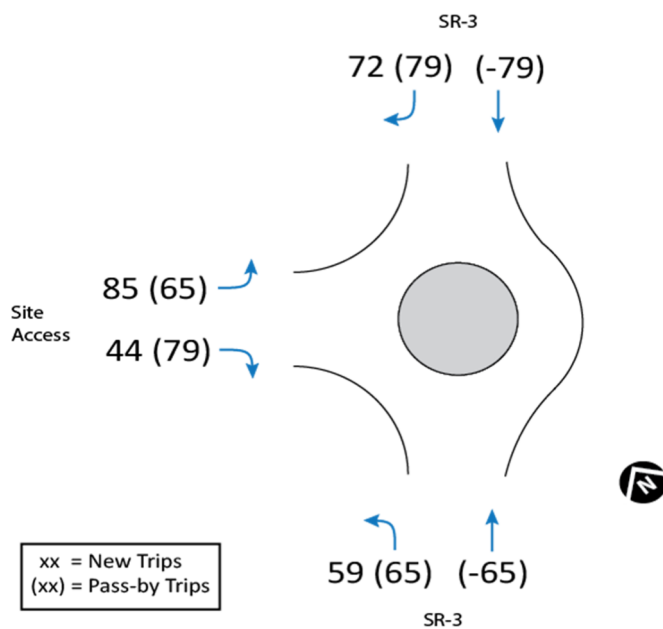 SR-3
72 (79) (-79)
85 (65)
Site
Access
44 (79)
N
xx = New Trips
(xx) = Pass-by Trips
59 (65) (-65)
SR-3